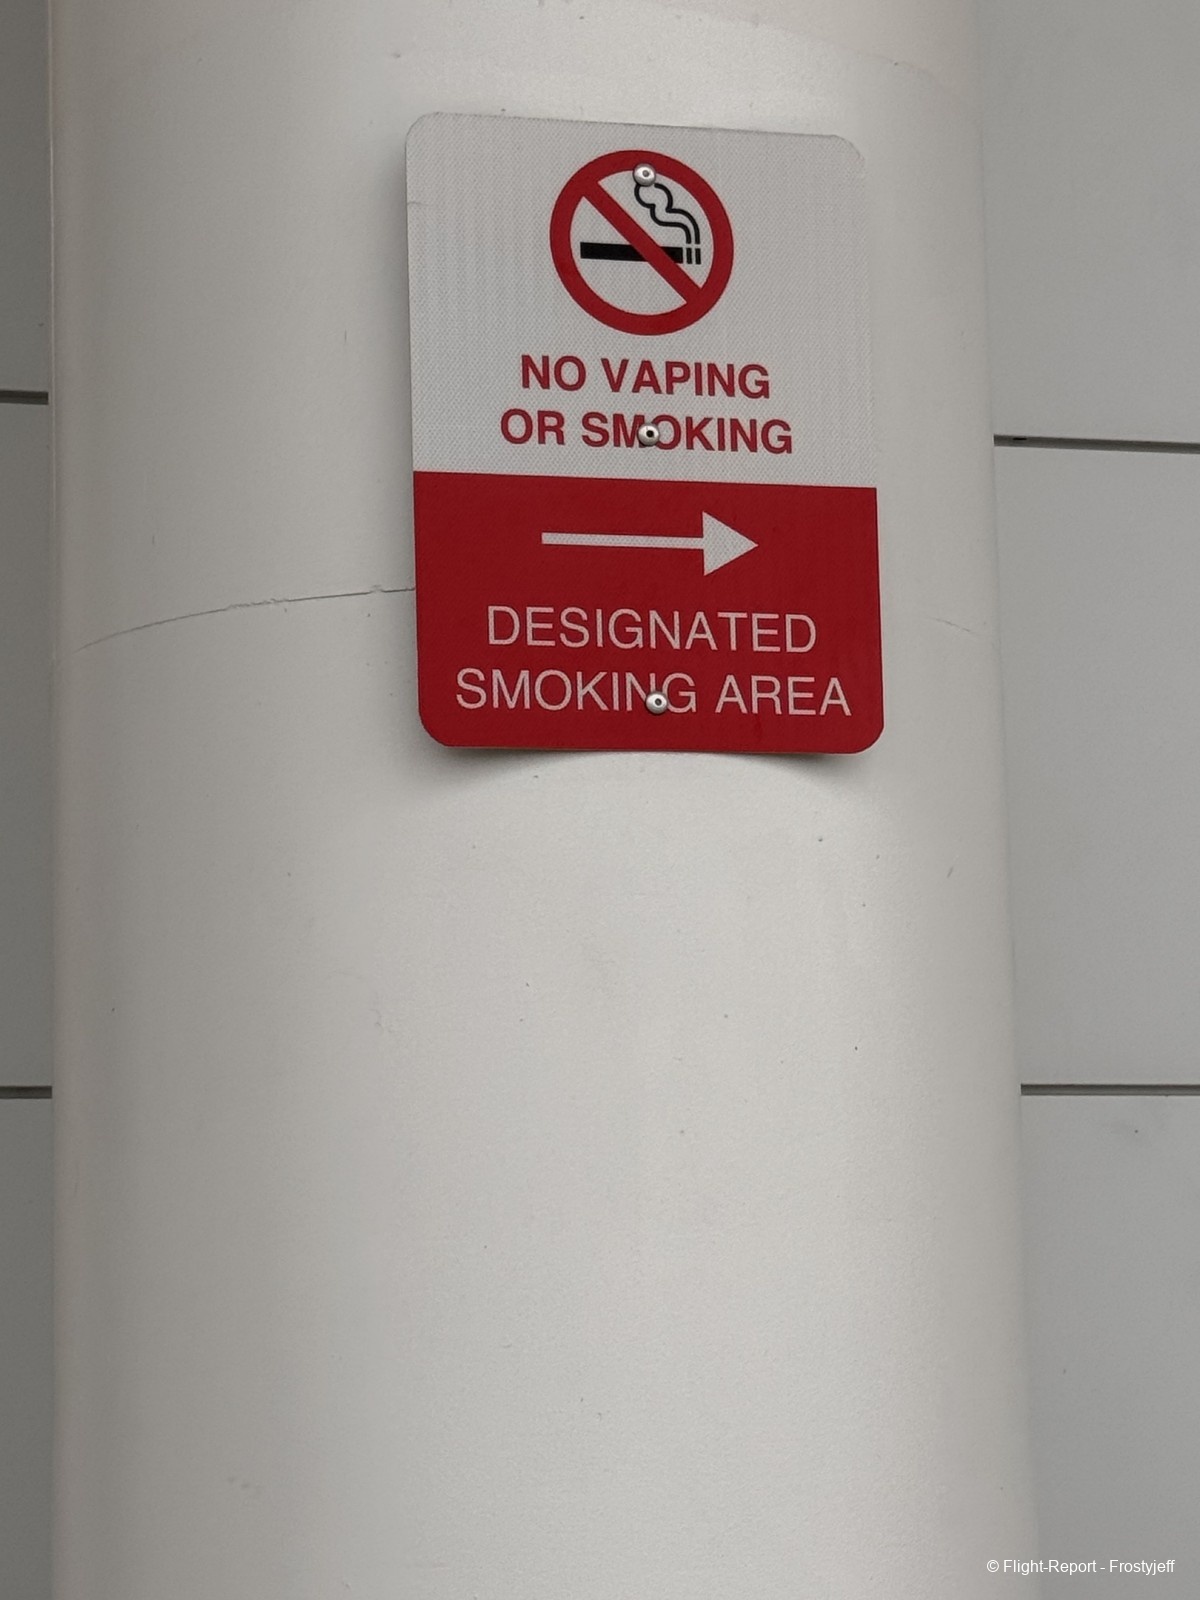 NO VAPING
OR SMOKING
DESIGNATED
SMOKING AREA
© Flight-Report - Frostyjeff